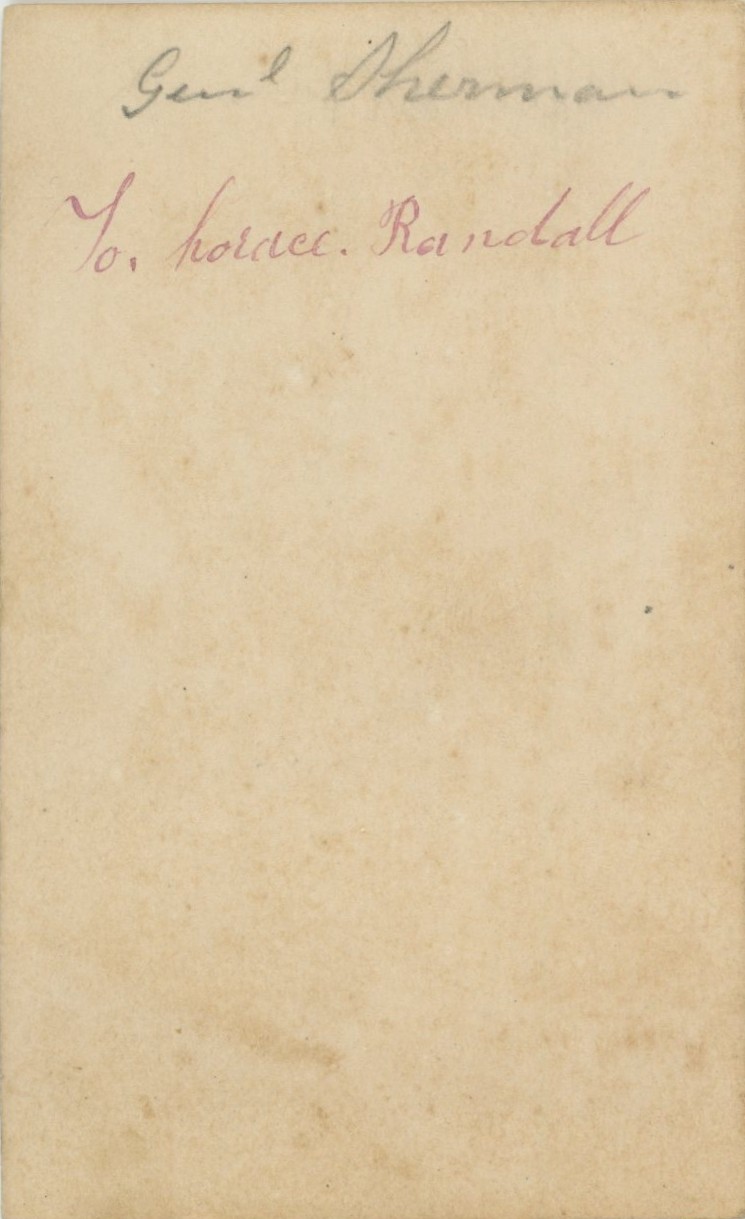 Genl Sherman
To. horace. Randall